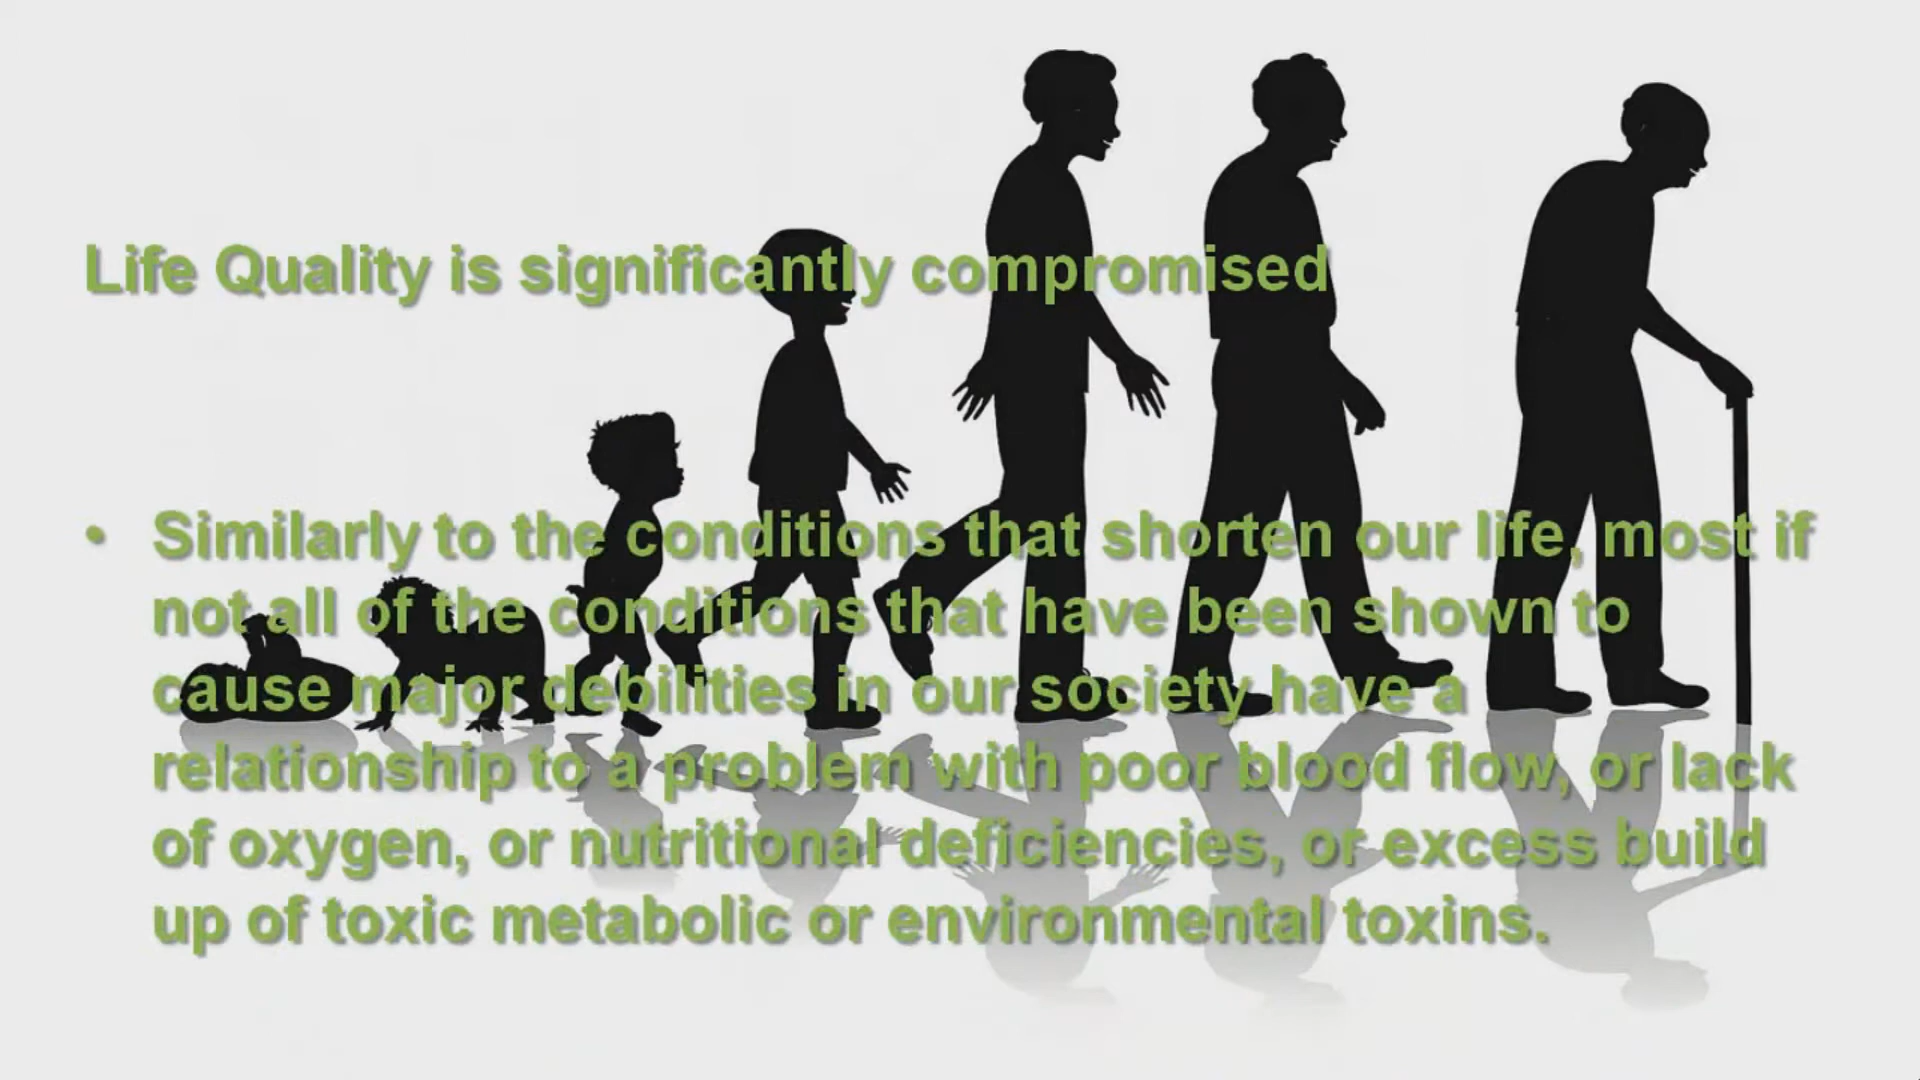 Life Quality is significantly compromised
• Similarly to the conditions that shorten our life, most if
not all of the conditions that have been shown to
cause major debilities in our society have a
relationship to a problem with poor blood flow, or lack
of oxygen, or nutritional deficiencies, or excess build
up of toxic metabolic or environmental toxins.